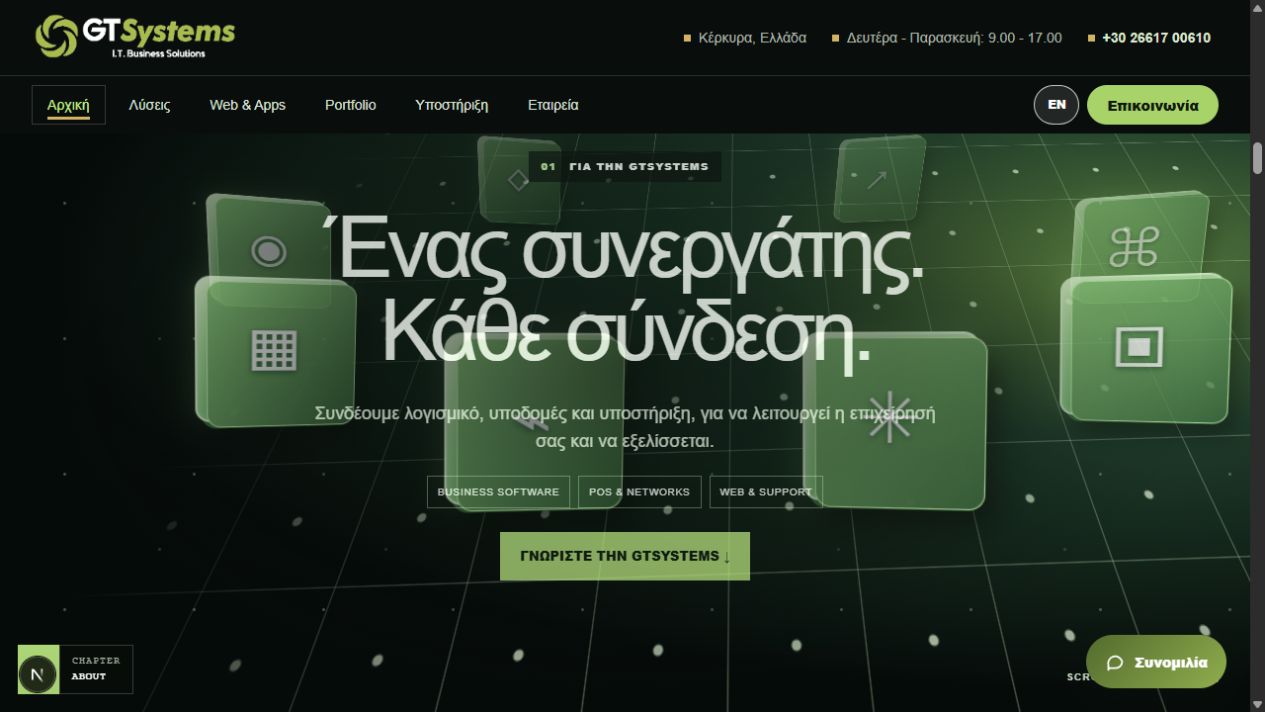 GTSystems
I.T. Business Solutions
Κέρκυρα, Ελλάδα
Δευτέρα - Παρασκευή: 9.00 - 17.00
+30 26617 00610
Αρχική
Λύσεις
Web & Apps
Portfolio
Υποστήριξη
Εταιρεία
EN
Επικοινωνία
01 ΓΙΑ ΤΗΝ GTSYSTEMS
Ένας συνεργάτης.
Κάθε σύνδεση.
Συνδέουμε λογισμικό, υποδομές και υποστήριξη, για να λειτουργεί η επιχείρησή
σας και να εξελίσσεται.
BUSINESS SOFTWARE
POS & NETWORKS
WEB & SUPPORT
ΓΝΩΡΙΣΤΕ ΤΗΝ GTSYSTEMS ↓
N
CHAPTER
ABOUT
Συνομιλία